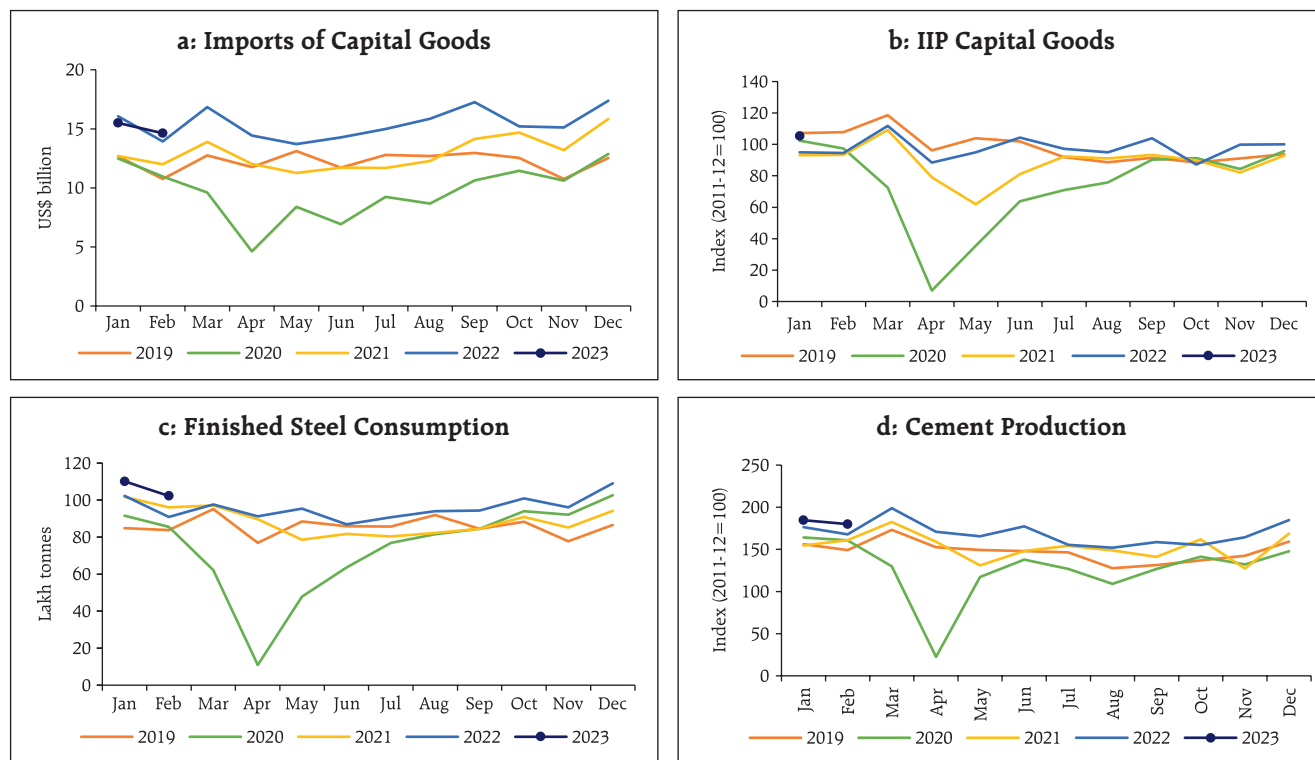 a: Imports of Capital Goods
US$ billion
20
15
10
5
0
Jan Feb Mar Apr May Jun Jul Aug Sep Oct Nov Dec
2019 2020 2021 2022 2023
b: IIP Capital Goods
Index (2011-12=100)
140
120
100
80
60
40
20
0
Jan Feb Mar Apr May Jun Jul Aug Sep Oct Nov Dec
2019 2020 2021 2022 2023
c: Finished Steel Consumption
Lakh tonnes
120
100
80
60
40
20
0
Jan Feb Mar Apr May Jun Jul Aug Sep Oct Nov Dec
2019 2020 2021 2022 2023
d: Cement Production
Index (2011-12=100)
250
200
150
100
50
0
Jan Feb Mar Apr May Jun Jul Aug Sep Oct Nov Dec
2019 2020 2021 2022 2023